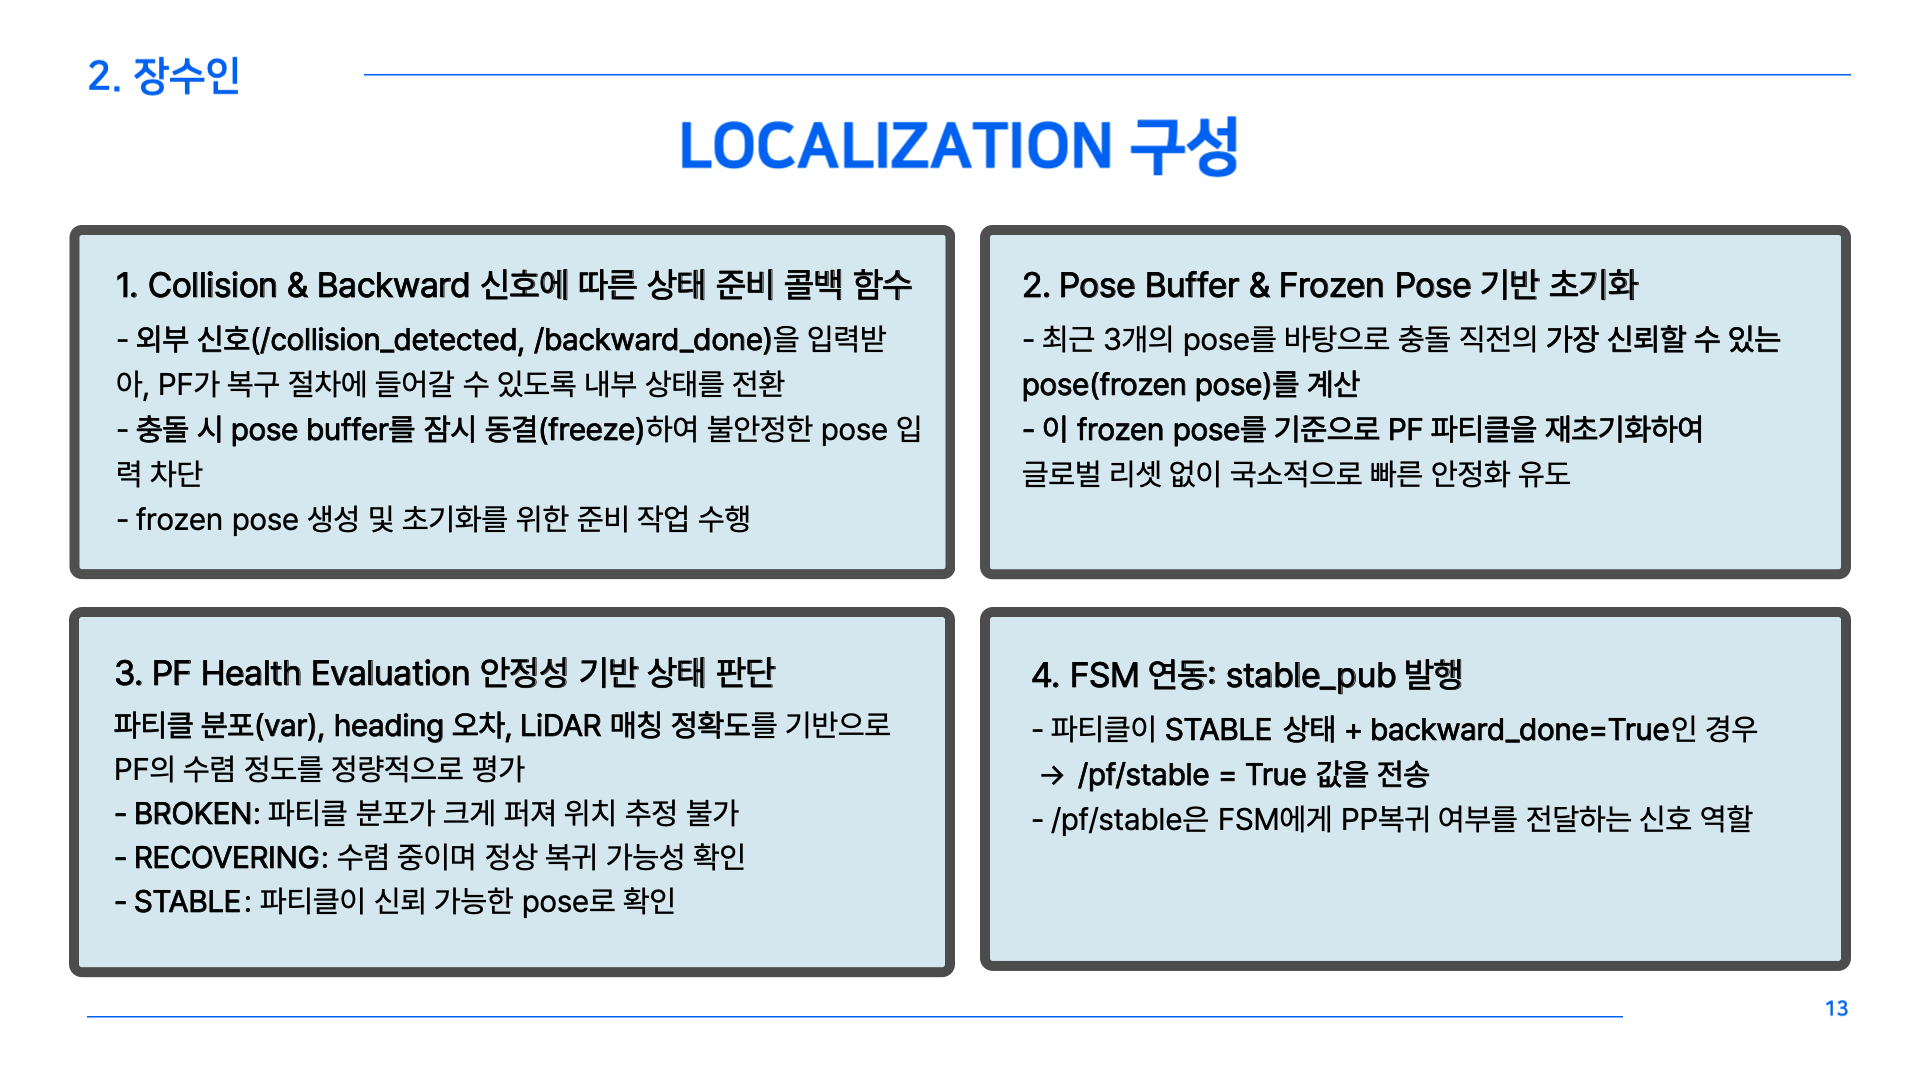 2. 장수인
LOCALIZATION 구성
1. Collision & Backward 신호에 따른 상태 준비 콜백 함수
- 외부 신호(/collision_detected, /backward_done)을 입력받
아, PF가 복구 절차에 들어갈 수 있도록 내부 상태를 전환
- 충돌 시 pose buffer를 잠시 동결(freeze)하여 불안정한 pose 입
력 차단
- frozen pose 생성 및 초기화를 위한 준비 작업 수행
2. Pose Buffer & Frozen Pose 기반 초기화
- 최근 3개의 pose를 바탕으로 충돌 직전의 가장 신뢰할 수 있는
pose(frozen pose)를 계산
- 이 frozen pose를 기준으로 PF 파티클을 재초기화하여
글로벌 리셋 없이 국소적으로 빠른 안정화 유도
3. PF Health Evaluation 안정성 기반 상태 판단
파티클 분포(var), heading 오차, LiDAR 매칭 정확도를 기반으로
PF의 수렴 정도를 정량적으로 평가
- BROKEN: 파티클 분포가 크게 퍼져 위치 추정 불가
- RECOVERING: 수렴 중이며 정상 복귀 가능성 확인
- STABLE: 파티클이 신뢰 가능한 pose로 확인
4. FSM 연동: stable_pub 발행
- 파티클이 STABLE 상태 + backward_done=True인 경우
→ /pf/stable = True 값을 전송
- /pf/stable은 FSM에게 PP복귀 여부를 전달하는 신호 역할
13